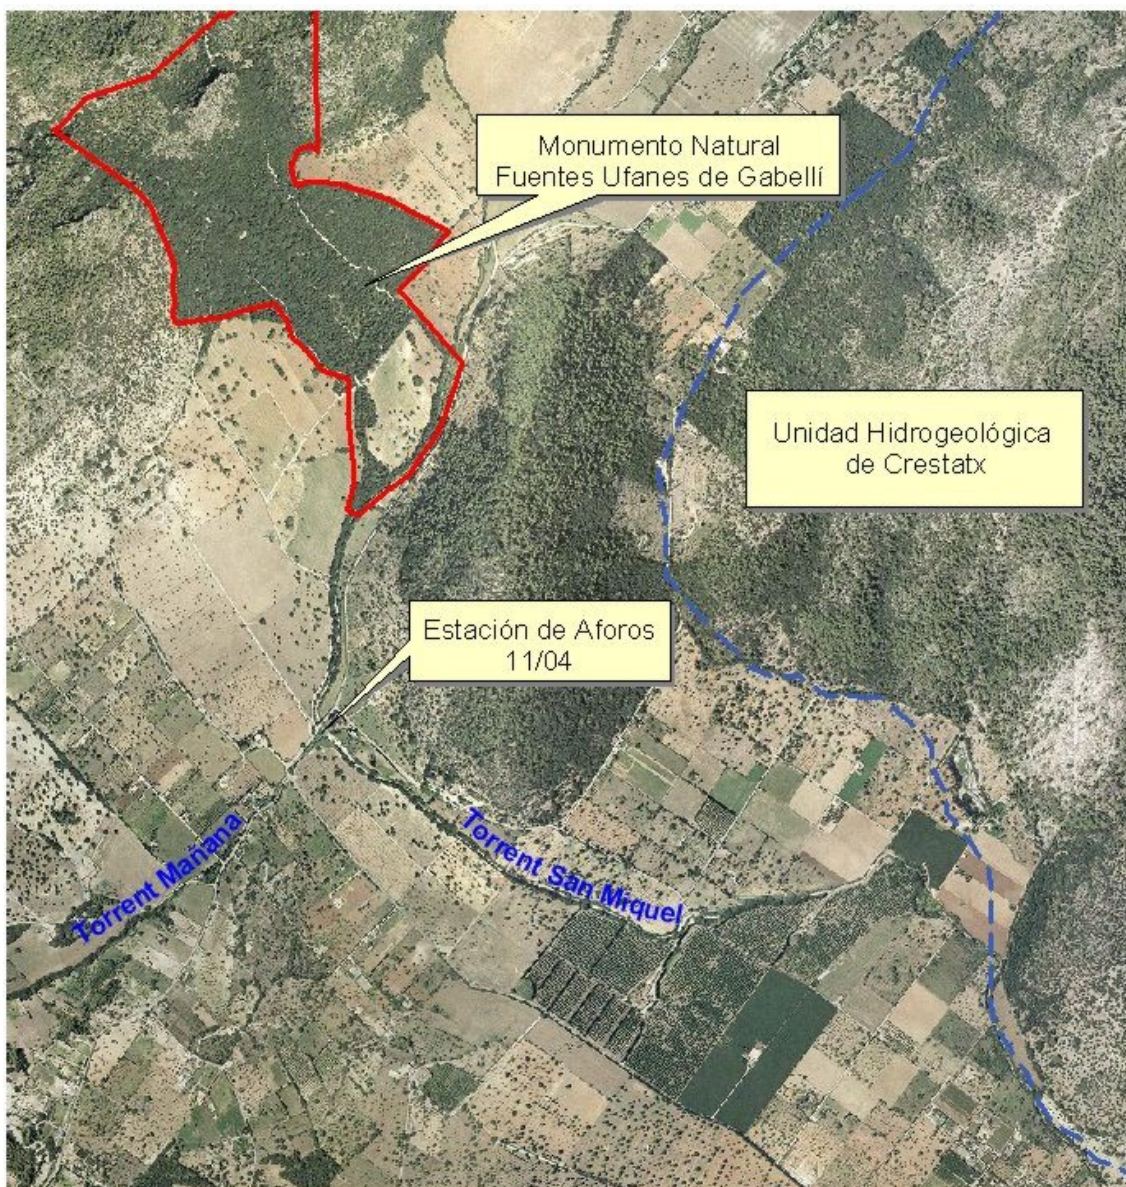 Monumento Natural
Fuentes Ufanes de Gabellí
Unidad Hidrogeológica
de Crestatx
Estación de Aforos
11/04
Torrent Mañana
Torrent San Miquel